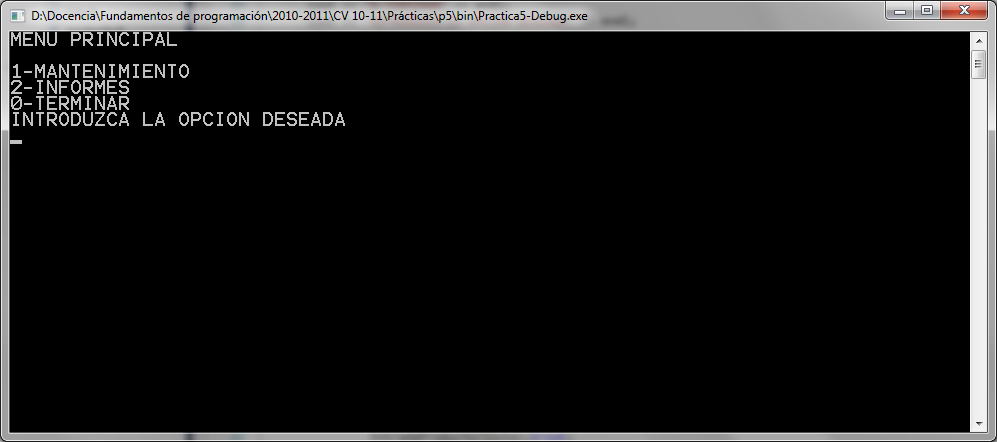 D:\Docencia\Fundamentos de programación\2010-2011\CV 10-11\Prácticas\p5\bin\Practica5-Debug.exe
MENU PRINCIPAL
1-MANTENIMIENTO
2-INFORMES
0-TERMINAR
INTRODUZCA LA OPCION DESEADA